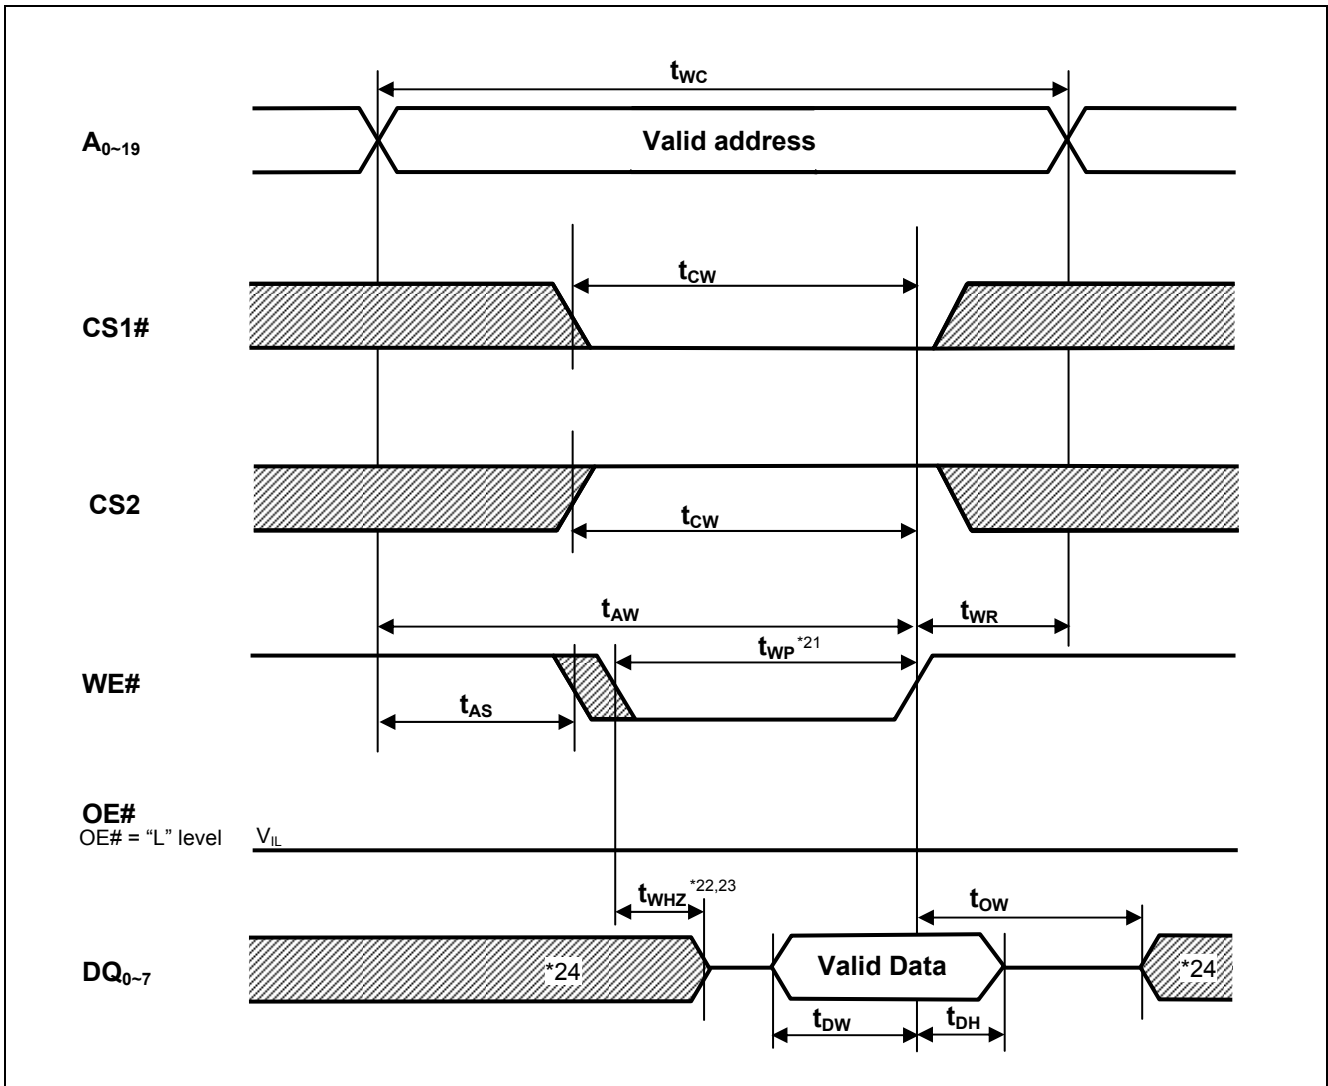 tWC
A0~19
Valid address
tCW
CS1#
CS2
tCW
tAW
tWR
tWP *21
WE#
tAS
OE#
OE# = “L” level VIL
tWHZ *22,23
tOW
DQ0~7
*24
Valid Data
*24
tDW
tDH